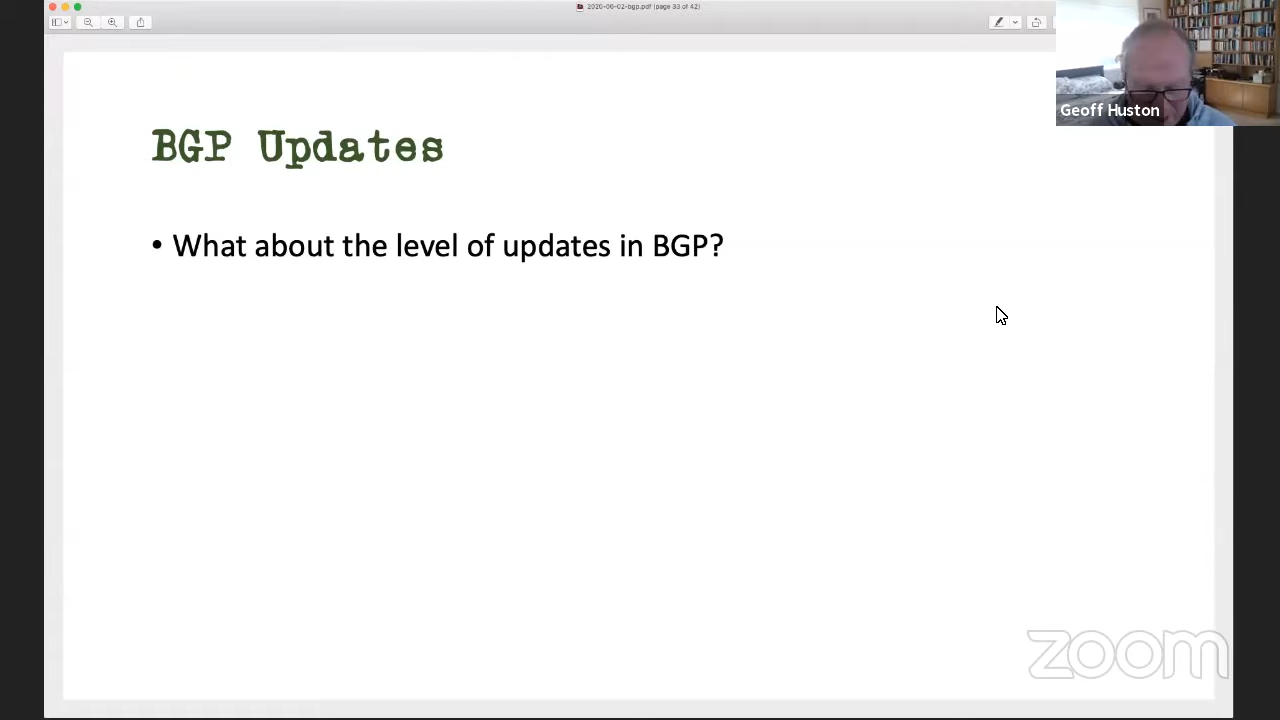 2020-06-02-bgp.pdf (page 33 of 42)
Geoff Huston
BGP Updates
• What about the level of updates in BGP?
zoom